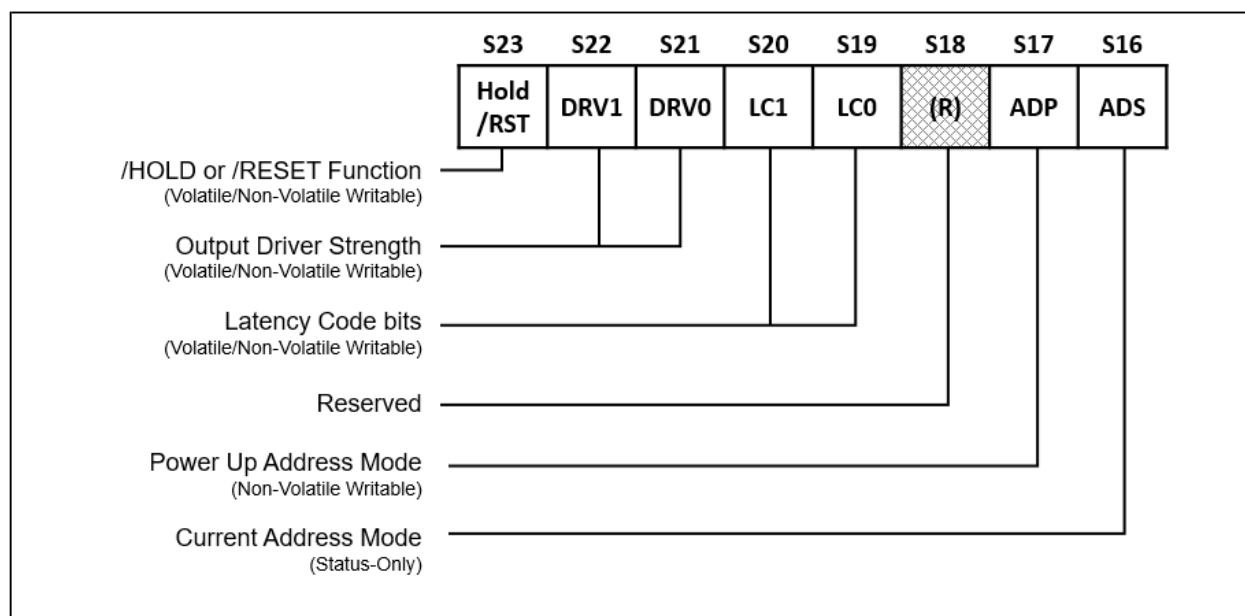 S23 S22 S21 S20 S19 S18 S17 S16
Hold
/RST DRV1 DRV0 LC1 LC0 (R) ADP ADS
/HOLD or /RESET Function
(Volatile/Non-Volatile Writable)
Output Driver Strength
(Volatile/Non-Volatile Writable)
Latency Code bits
(Volatile/Non-Volatile Writable)
Reserved
Power Up Address Mode
(Non-Volatile Writable)
Current Address Mode
(Status-Only)